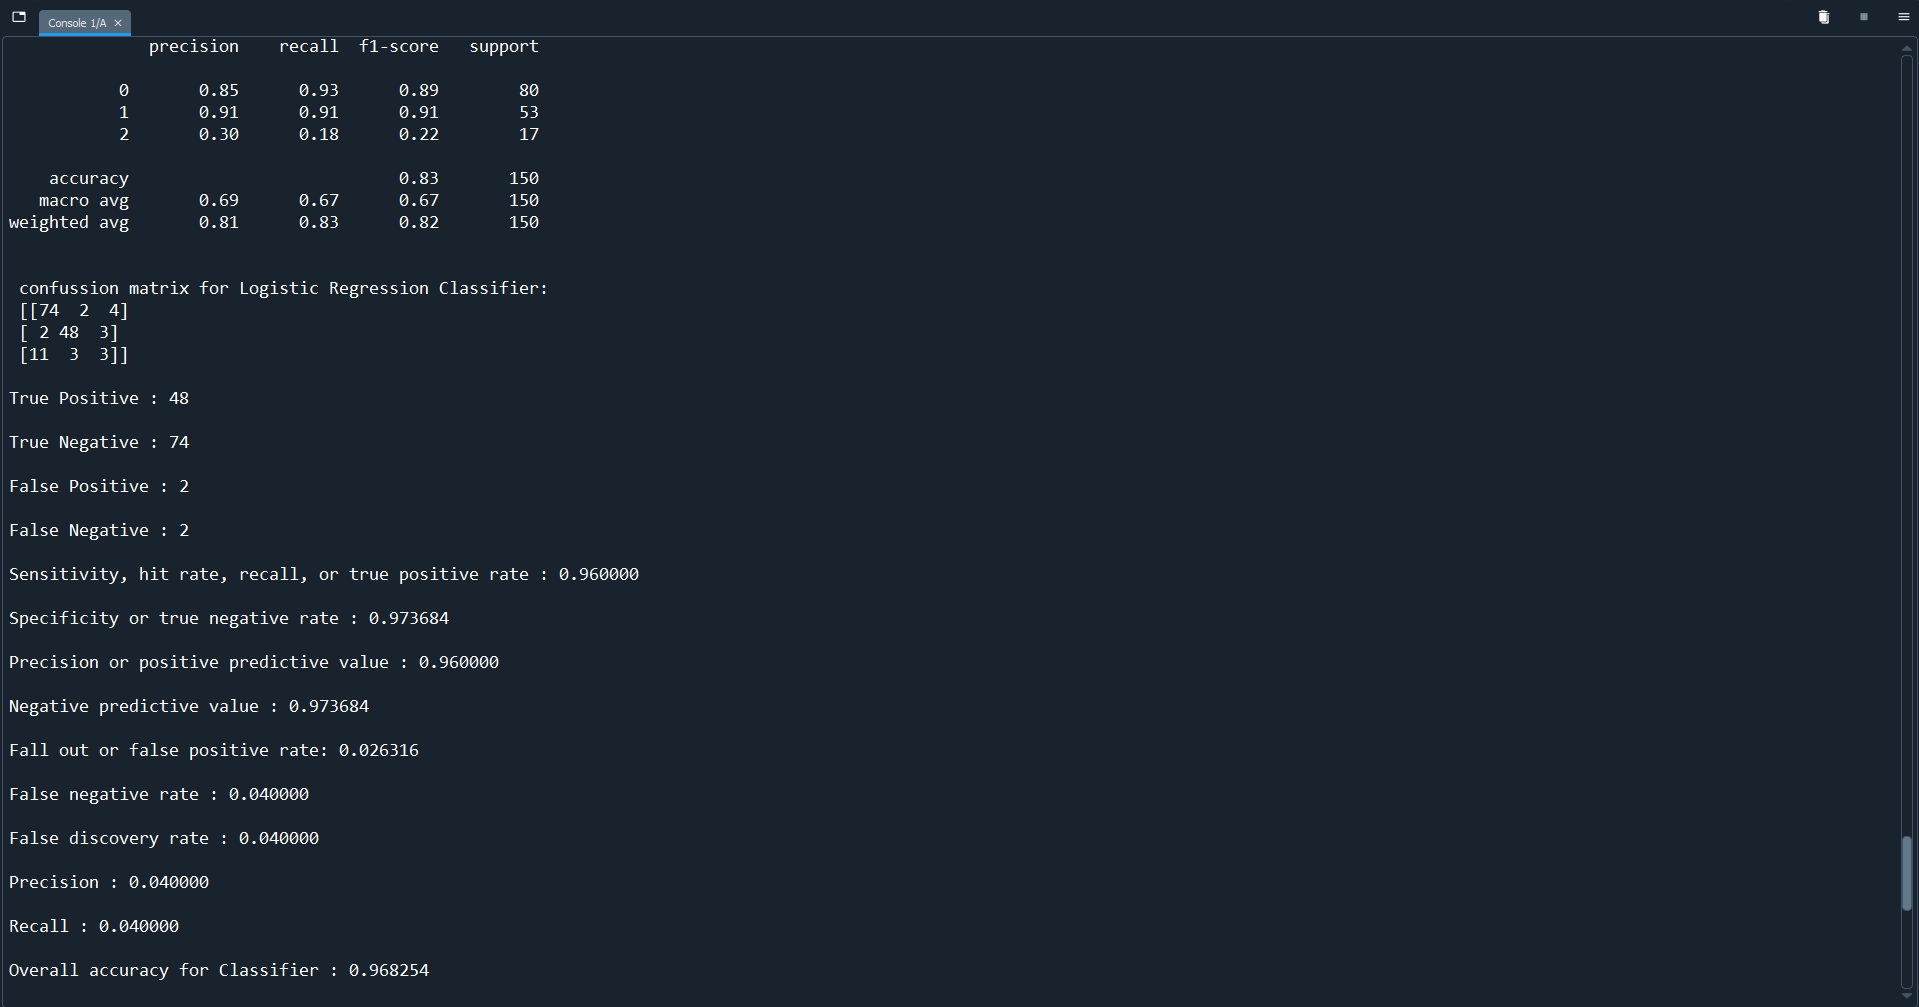 Console 1/A ×
precision recall f1-score support
0 0.85 0.93 0.89 80
1 0.91 0.91 0.91 53
2 0.30 0.18 0.22 17
accuracy 0.83 150
macro avg 0.69 0.67 0.67 150
weighted avg 0.81 0.83 0.82 150
confussion matrix for Logistic Regression Classifier:
[[74 2 4]
[ 2 48 3]
[11 3 3]]
True Positive : 48
True Negative : 74
False Positive : 2
False Negative : 2
Sensitivity, hit rate, recall, or true positive rate : 0.960000
Specificity or true negative rate : 0.973684
Precision or positive predictive value : 0.960000
Negative predictive value : 0.973684
Fall out or false positive rate: 0.026316
False negative rate : 0.040000
False discovery rate : 0.040000
Precision : 0.040000
Recall : 0.040000
Overall accuracy for Classifier : 0.968254